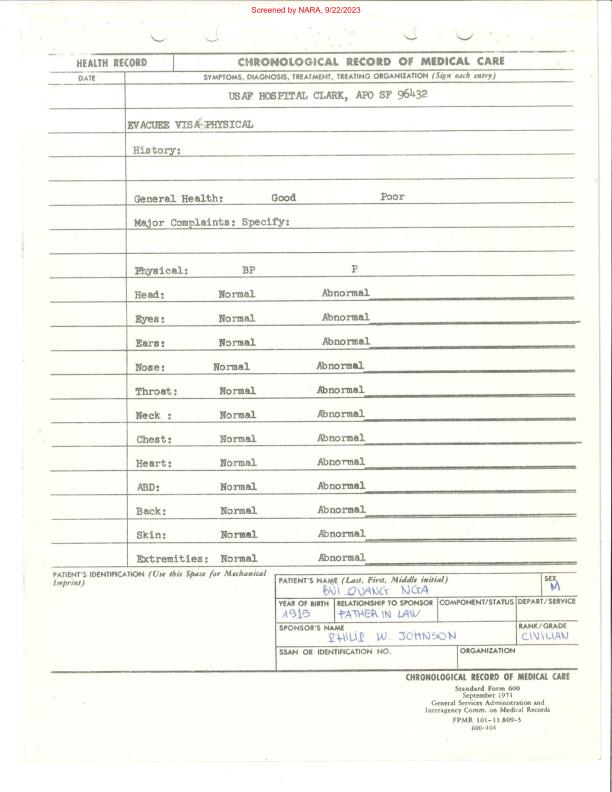 Screened by NARA, 9/22/2023
HEALTH RECORD CHRONOLOGICAL RECORD OF MEDICAL CARE
DATE SYMPTOMS, DIAGNOSIS, TREATMENT, TREATING ORGANIZATION (Sign each entry)
USAF HOSPITAL CLARK, APO SF 96432
EVACUEE VISA PHYSICAL
History:
General Health: Good Poor
Major Complaints: Specify:
Physical: BP P
Head: Normal Abnormal
Eyes: Normal Abnormal
Ears: Normal Abnormal
Nose: Normal Abnormal
Throat: Normal Abnormal
Neck : Normal Abnormal
Chest: Normal Abnormal
Heart: Normal Abnormal
ABD: Normal Abnormal
Back: Normal Abnormal
Skin: Normal Abnormal
Extremities: Normal Abnormal
PATIENT'S IDENTIFICATION (Use this Space for Mechanical
Imprint)
PATIENT'S NAME (Last, First, Middle initial) SEX
BUI QUANG NGA M
YEAR OF BIRTH RELATIONSHIP TO SPONSOR COMPONENT/STATUS DEPART/SERVICE
1915 FATHER IN LAW
SPONSOR'S NAME RANK/GRADE
PHILIP W. JOHNSON CIVILIAN
SSAN OR IDENTIFICATION NO. ORGANIZATION
CHRONOLOGICAL RECORD OF MEDICAL CARE
Standard Form 600
September 1971
General Services Administration and
Interagency Comm. on Medical Records
FPMR 101-11.809-3
600-104